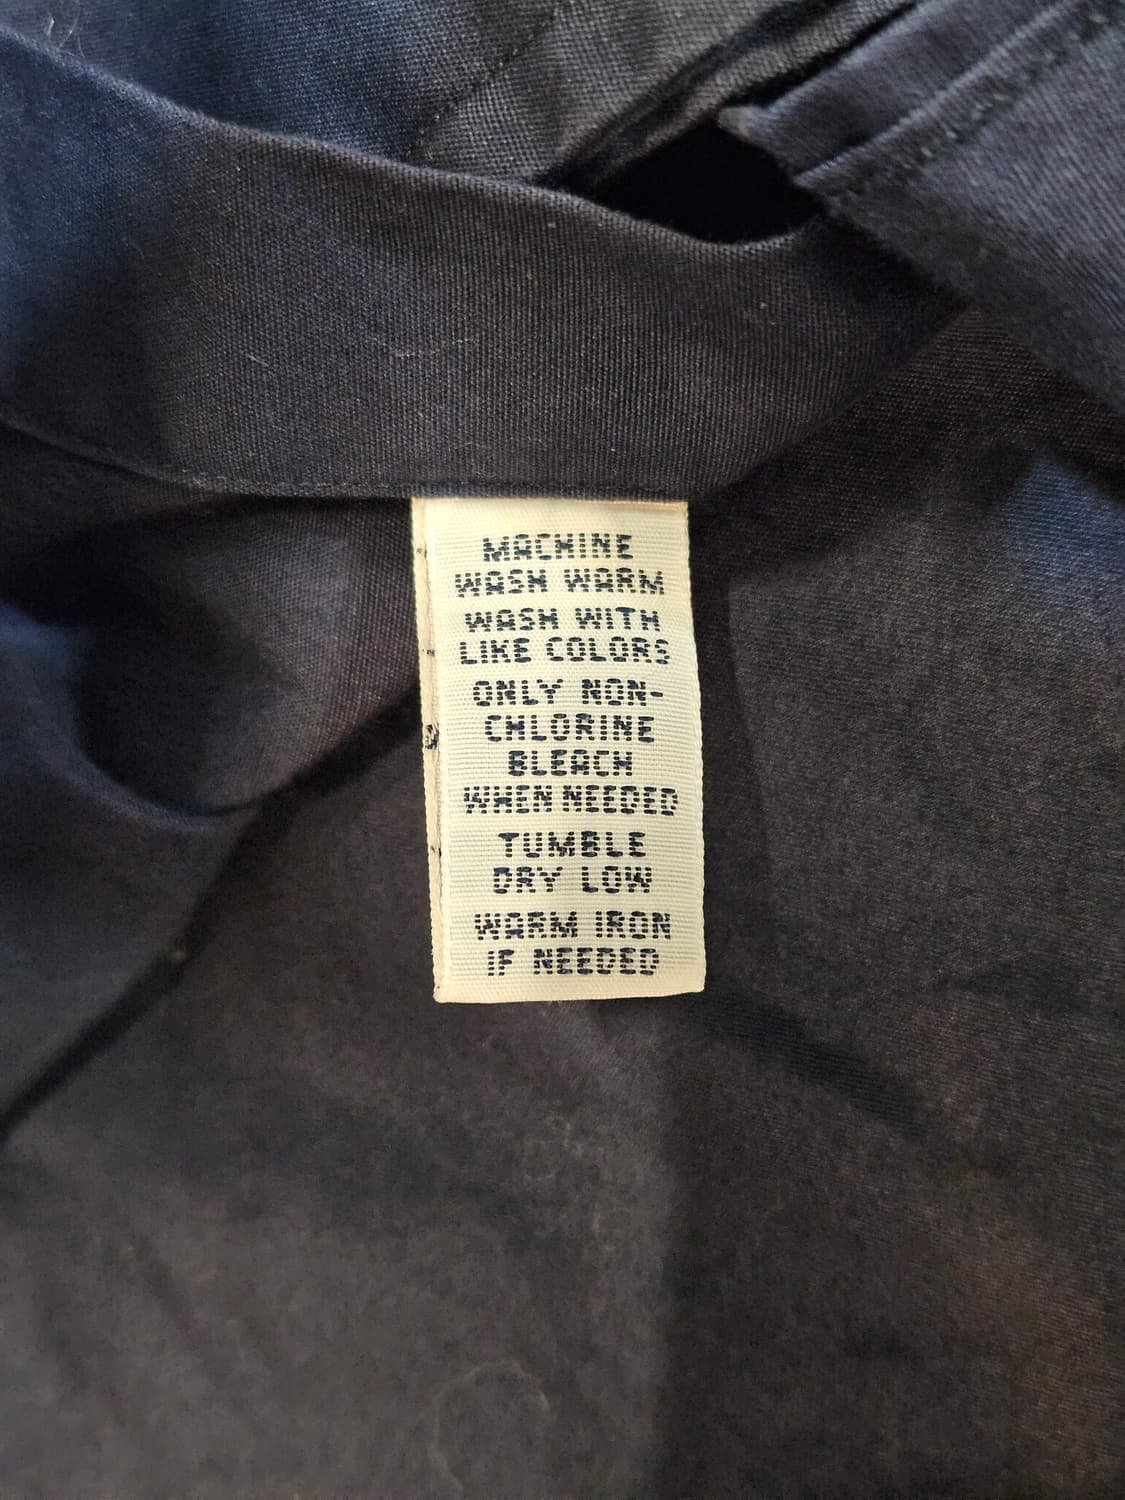 MACHINE
WASH WARM
WASH WITH
LIKE COLORS
ONLY NON-
CHLORINE
BLEACH
WHEN NEEDED
TUMBLE
DRY LOW
WARM IRON
IF NEEDED